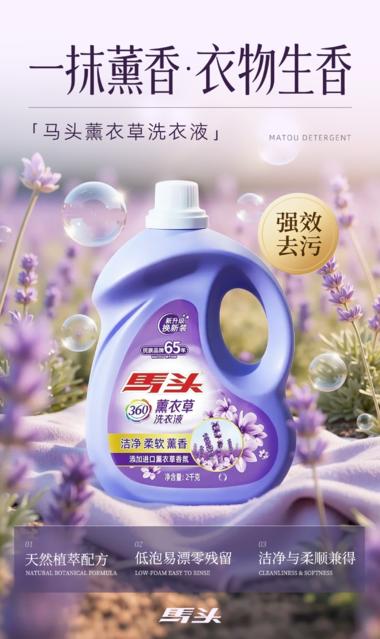 一抹薰香·衣物生香
「马头薰衣草洗衣液」
MATOU DETERGENT
强效
去污
新升级
换新装
民族品牌65年
馬头
360
薰衣草
洗衣液
洁净 柔软 薰香
添加进口薰衣草香氛
净含量:2千克
01
天然植萃配方
NATURAL BOTANICAL FORMULA
02
低泡易漂零残留
LOW-FOAM EASY TO RINSE
03
洁净与柔顺兼得
CLEANLINESS & SOFTNESS
馬头